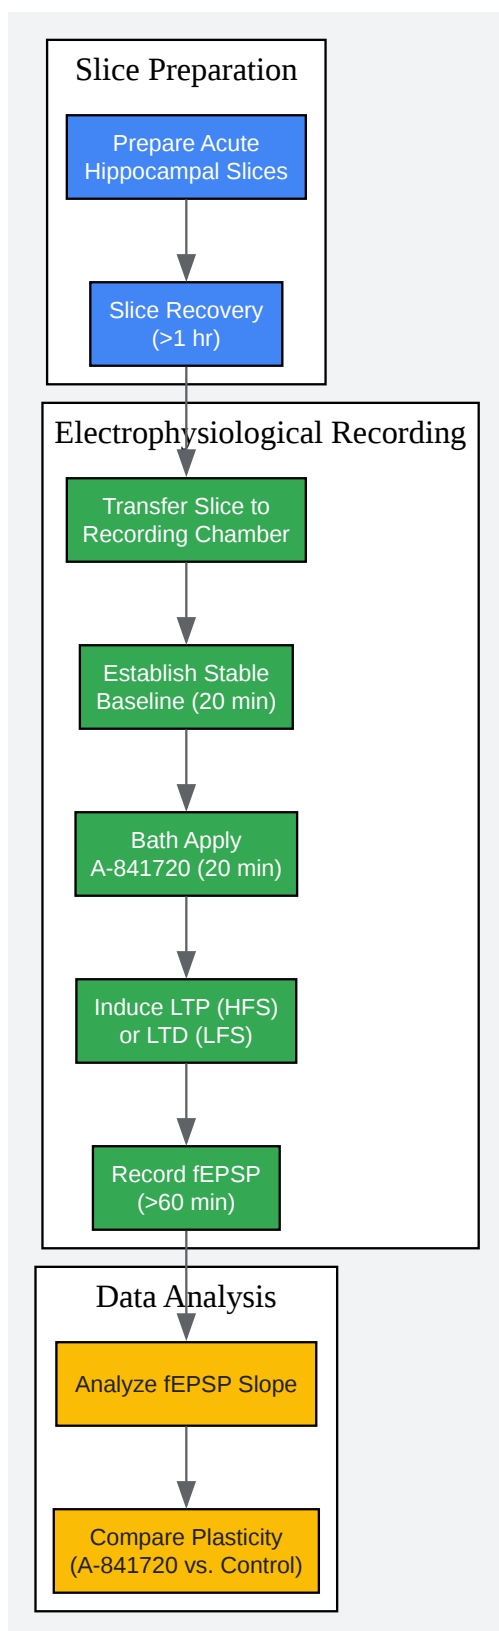 Slice Preparation
Prepare Acute
Hippocampal Slices
Slice Recovery
(>1 hr)
Electrophysiological Recording
Transfer Slice to
Recording Chamber
Establish Stable
Baseline (20 min)
Bath Apply
A-841720 (20 min)
Induce LTP (HFS)
or LTD (LFS)
Record fEPSP
(>60 min)
Data Analysis
Analyze fEPSP Slope
Compare Plasticity
(A-841720 vs. Control)